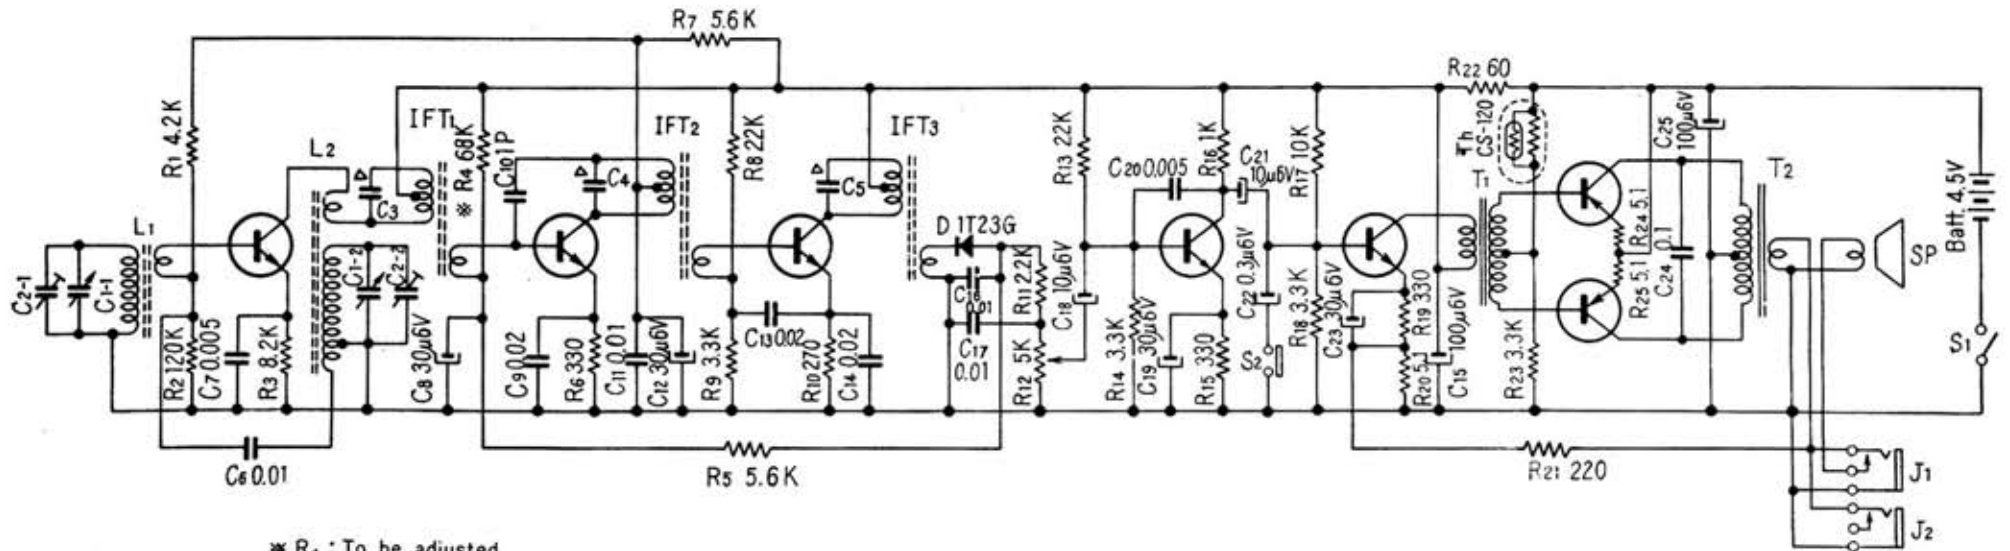 R7 5.6K
R1 4.2K
L2
IFT1
※ R4 68K
C10 1P
IFT2
R8 22K
IFT3
R13 22K
C20 0.005
R16 1K
C21 10μ6V
R17 10K
R22 60
Th CS-120
C25 100μ6V
T1
T2
Batt. 4.5V
C3
C4
C5
L1
D 1T23G
R24 5.1
SP
C2-1
C1-1
C1-2
C2-2
C16 0.01
R11 2.2K
C18 10μ6V
C22 0.3μ6V
R25 5.1
C24 0.1
R2 120K
C7 0.005
R3 8.2K
C8 30μ6V
C9 0.02
R6 330
C11 0.01
C12 30μ6V
R9 3.3K
C13 0.02
R10 270
C14 0.02
C17 0.01
R12 5K
R14 3.3K
C19 30μ6V
R15 330
S2
R18 3.3K
C23 30μ6V
R19 330
R20 5.1
C15 100μ6V
R23 3.3K
S1
C6 0.01
R5 5.6K
R21 220
J1
J2
※ R4 : To be adjusted